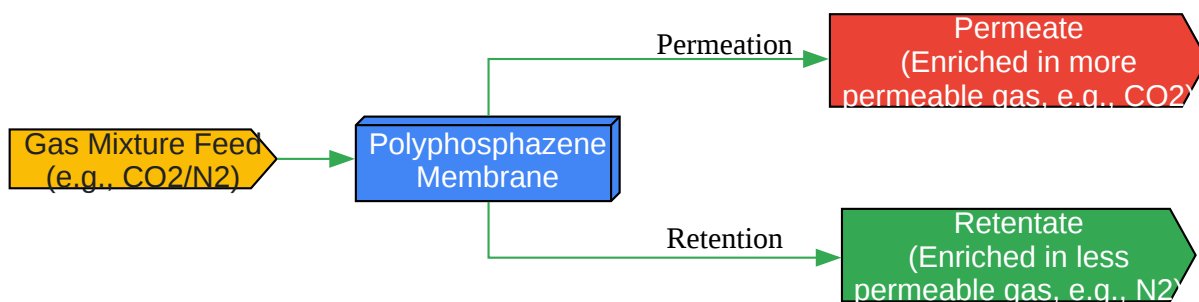 Gas Mixture Feed
(e.g., CO2/N2)
Polyphosphazene
Membrane
Permeation
Permeate
(Enriched in more
permeable gas, e.g., CO2)
Retention
Retentate
(Enriched in less
permeable gas, e.g., N2)